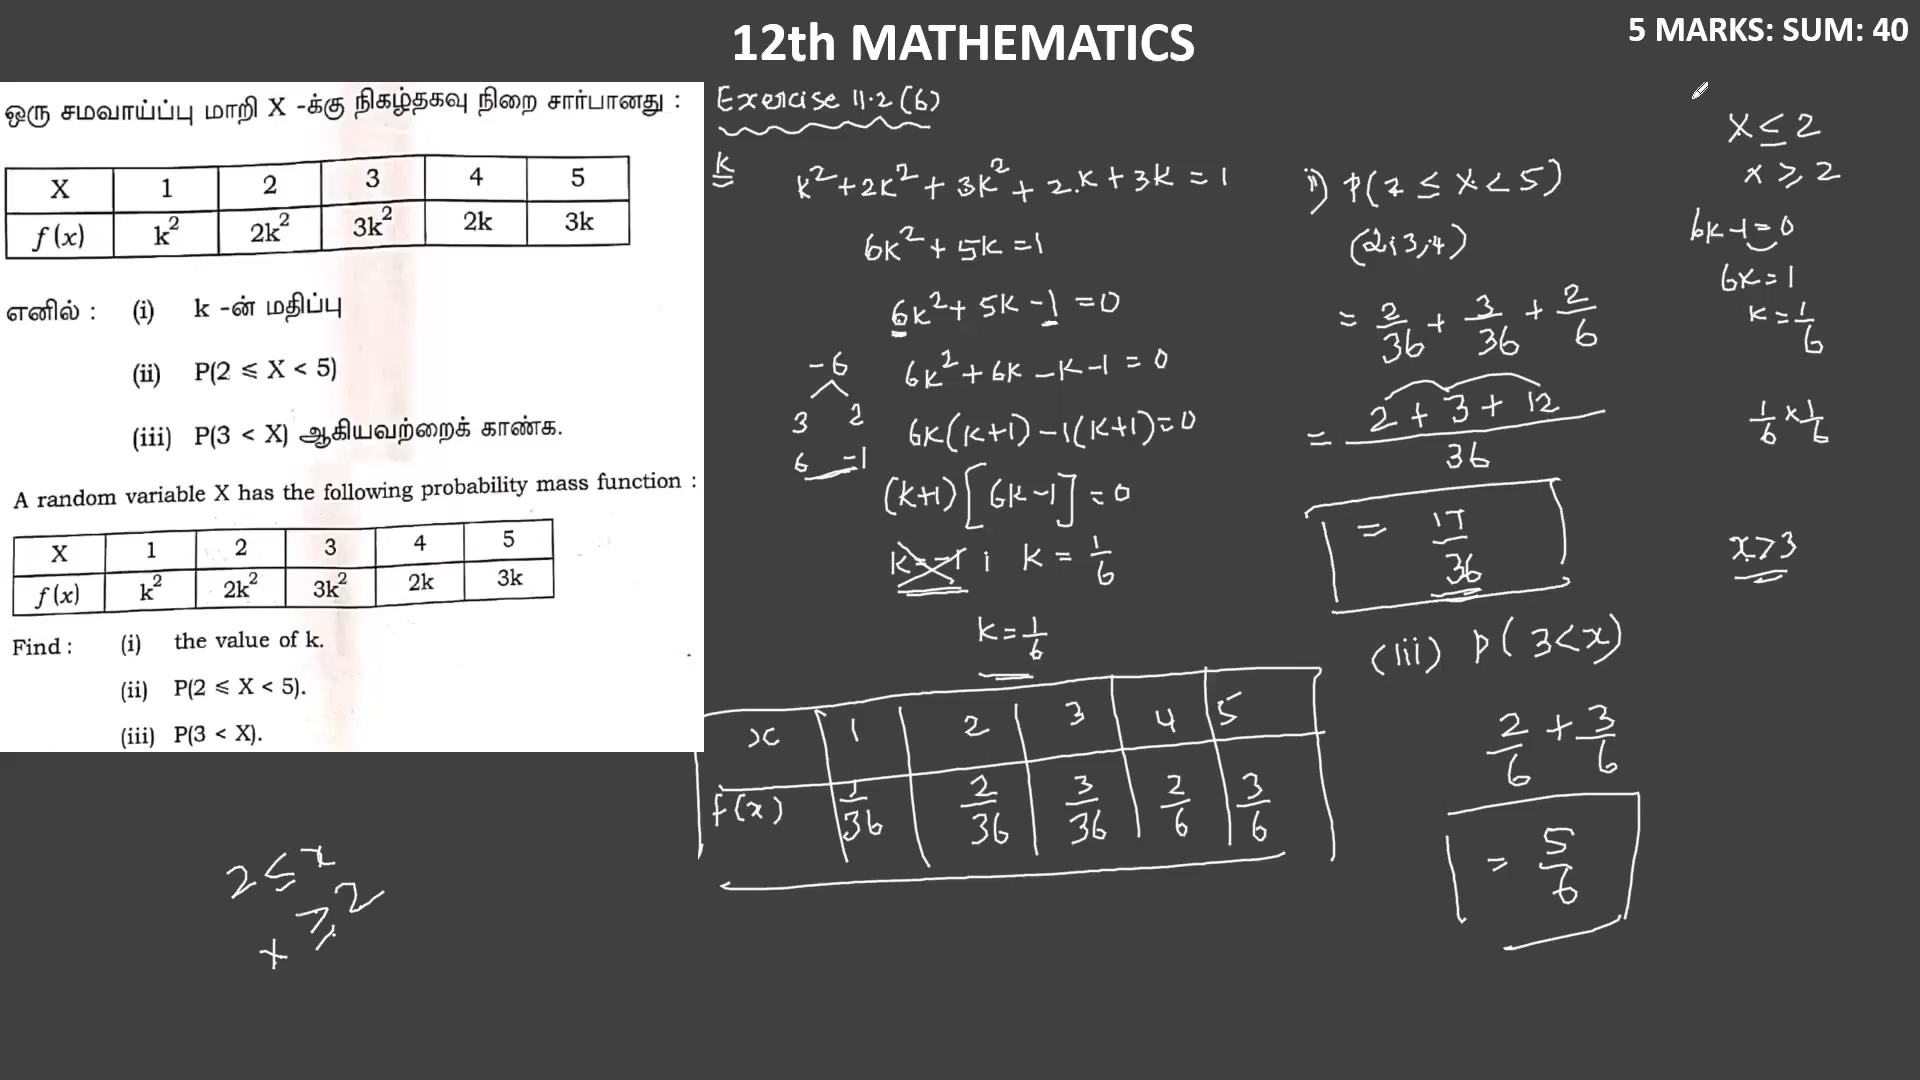 12th MATHEMATICS
5 MARKS: SUM: 40
ஒரு சமவாய்ப்பு மாறி X -க்கு நிகழ்தகவு நிறை சார்பானது :
X 1 2 3 4 5
f(x) k² 2k² 3k² 2k 3k
எனில் : (i) k -ன் மதிப்பு
(ii) P(2 ⩽ X < 5)
(iii) P(3 < X) ஆகியவற்றைக் காண்க.
A random variable X has the following probability mass function :
X 1 2 3 4 5
f(x) k² 2k² 3k² 2k 3k
Find : (i) the value of k.
(ii) P(2 ⩽ X < 5).
(iii) P(3 < X).
2 ≤ x
x ≥ 2
Exercise 11.2 (6)
k
k² + 2k² + 3k² + 2.k + 3k = 1
6k² + 5k = 1
6k² + 5k - 1 = 0
-6
3 2
6 -1
6k² + 6k - k - 1 = 0
6k(k+1) - 1(k+1) = 0
(k+1)[6k-1] = 0
k = -1 ; k = 1/6
k = 1/6
x 1 2 3 4 5
f(x) 1/36 2/36 3/36 2/6 3/6
ii) P(2 ≤ x < 5)
(2,3,4)
= 2/36 + 3/36 + 2/6
= (2 + 3 + 12)/36
= 17/36
(iii) P(3 < x)
2/6 + 3/6
= 5/6
x ≤ 2
x ≥ 2
6k - 1 = 0
6k = 1
k = 1/6
1/6 × 1/6
x > 3